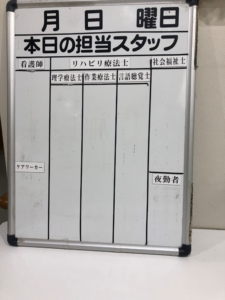 月 日 曜日
本日の担当スタッフ
看護師 リハビリ療法士 社会福祉士
理学療法士 作業療法士 言語聴覚士
ケアワーカー
夜勤者